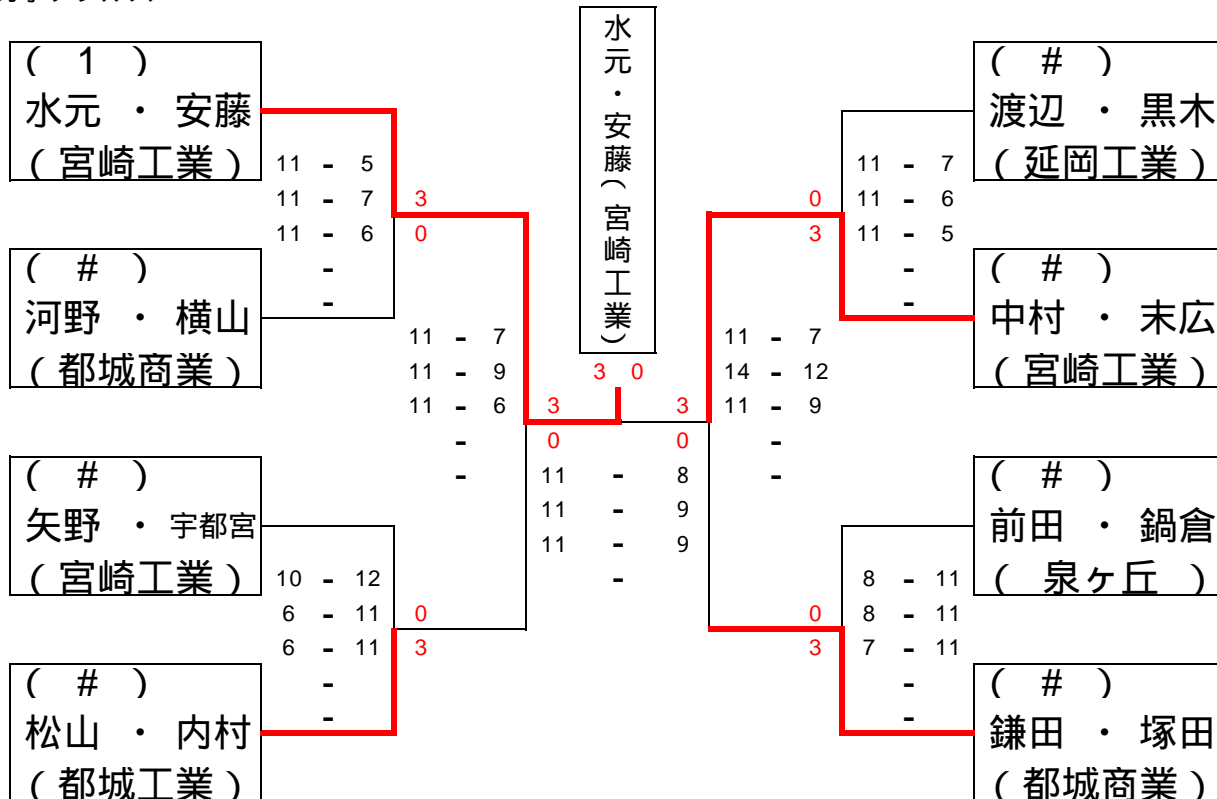 水元・安藤（宮崎工業）
3 0
( 1 )
水元 ・ 安藤
( 宮崎工業 )
( # )
河野 ・ 横山
( 都城商業 )
( # )
矢野 ・ 宇都宮
( 宮崎工業 )
( # )
松山 ・ 内村
( 都城工業 )
11 - 5
11 - 7
11 - 6
-
-
3
0
10 - 12
6 - 11
6 - 11
-
-
0
3
11 - 7
11 - 9
11 - 6
-
-
3
0
3
0
11 - 8
11 - 9
11 - 9
-
11 - 7
14 - 12
11 - 9
-
-
0
3
11 - 7
11 - 6
11 - 5
-
-
0
3
8 - 11
8 - 11
7 - 11
-
-
( # )
渡辺 ・ 黒木
( 延岡工業 )
( # )
中村 ・ 末広
( 宮崎工業 )
( # )
前田 ・ 鍋倉
( 泉ヶ丘 )
( # )
鎌田 ・ 塚田
( 都城商業 )